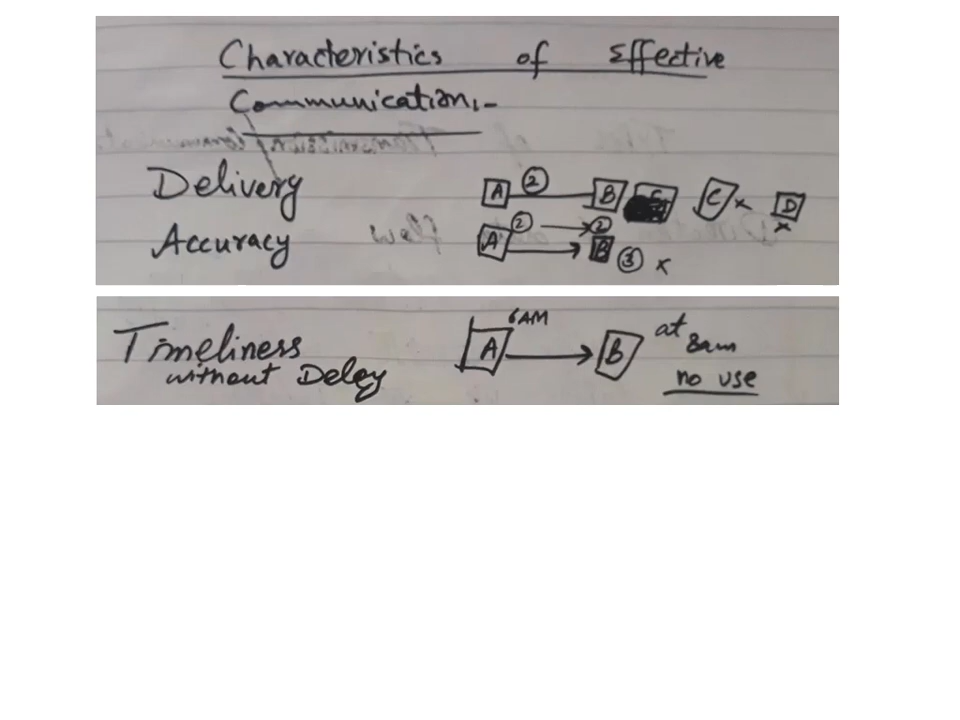 Characteristics of Effective
Communication:-
Delivery A ② B C × D ×
Accuracy A ② ② B ③ ×
Timeliness A 6AM B at 8am
without Delay no use